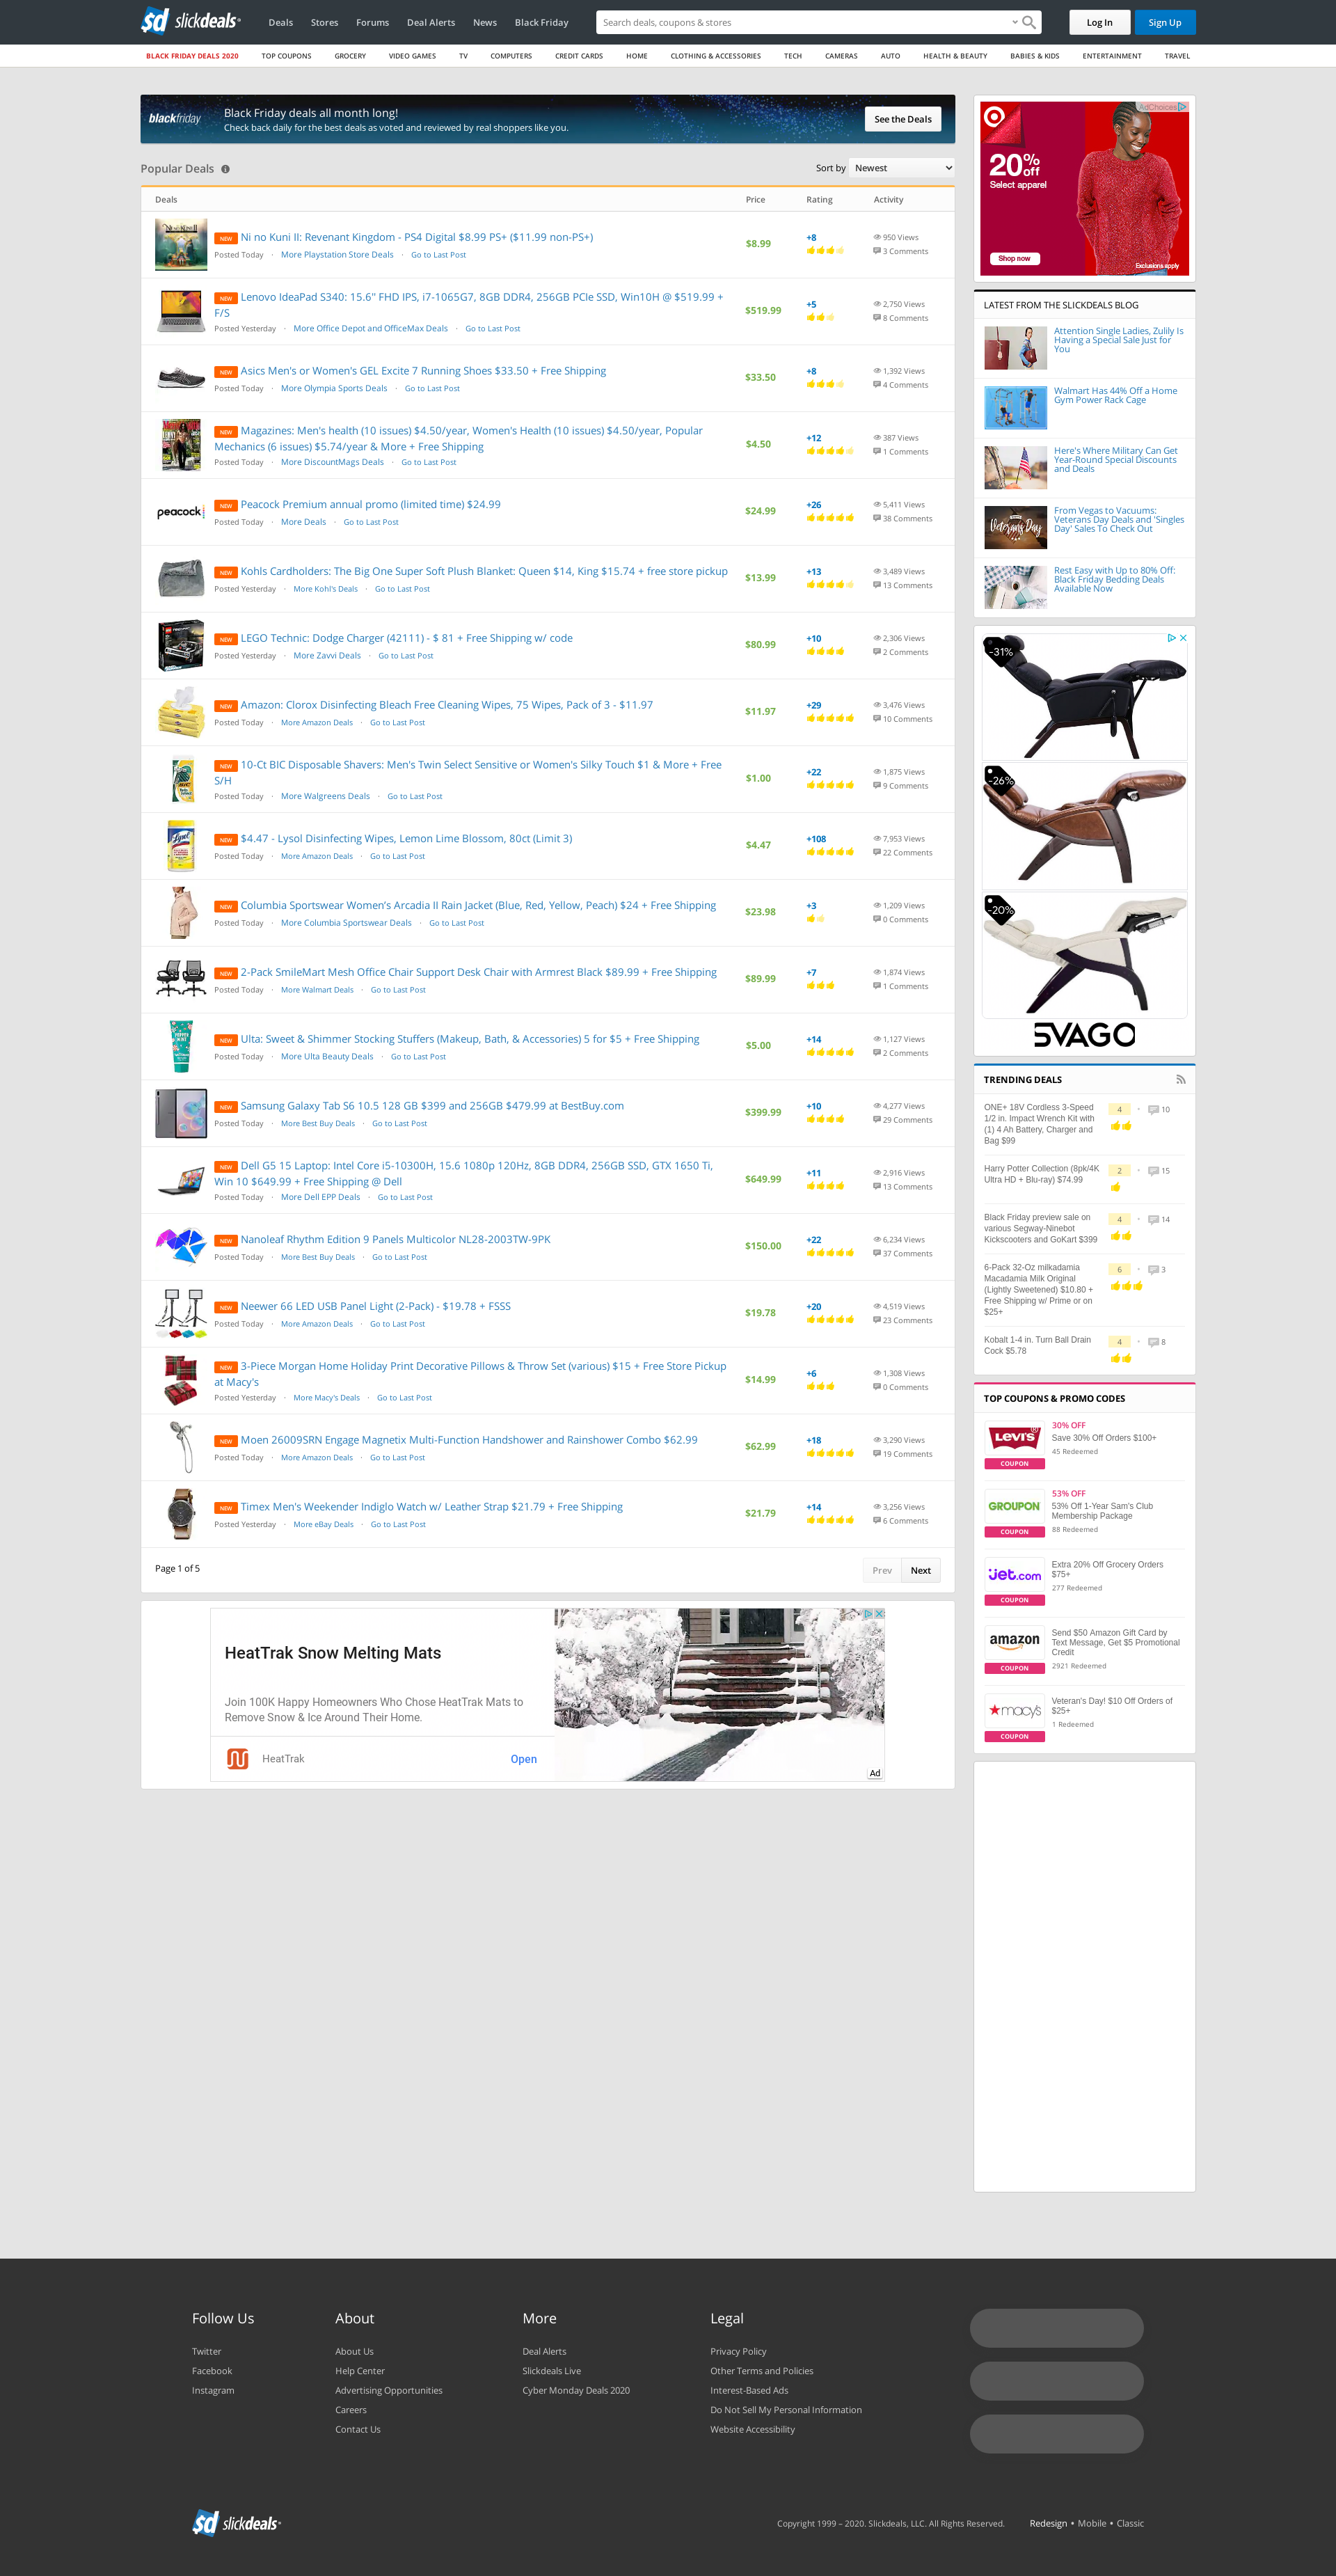 slickdeals
Deals
Stores
Forums
Deal Alerts
News
Black Friday
Search deals, coupons & stores
Log In
Sign Up
BLACK FRIDAY DEALS 2020
TOP COUPONS
GROCERY
VIDEO GAMES
TV
COMPUTERS
CREDIT CARDS
HOME
CLOTHING & ACCESSORIES
TECH
CAMERAS
AUTO
HEALTH & BEAUTY
BABIES & KIDS
ENTERTAINMENT
TRAVEL
blackfriday
Black Friday deals all month long!
Check back daily for the best deals as voted and reviewed by real shoppers like you.
See the Deals
Popular Deals
Sort by Newest
Deals Price Rating Activity
NEW Ni no Kuni II: Revenant Kingdom - PS4 Digital $8.99 PS+ ($11.99 non-PS+)
Posted Today · More Playstation Store Deals · Go to Last Post
$8.99
+8
950 Views
3 Comments
NEW Lenovo IdeaPad S340: 15.6" FHD IPS, i7-1065G7, 8GB DDR4, 256GB PCIe SSD, Win10H @ $519.99 +
F/S
Posted Yesterday · More Office Depot and OfficeMax Deals · Go to Last Post
$519.99
+5
2,750 Views
8 Comments
NEW Asics Men's or Women's GEL Excite 7 Running Shoes $33.50 + Free Shipping
Posted Today · More Olympia Sports Deals · Go to Last Post
$33.50
+8
1,392 Views
4 Comments
NEW Magazines: Men's health (10 issues) $4.50/year, Women's Health (10 issues) $4.50/year, Popular
Mechanics (6 issues) $5.74/year & More + Free Shipping
Posted Today · More DiscountMags Deals · Go to Last Post
$4.50
+12
387 Views
1 Comments
peacock
NEW Peacock Premium annual promo (limited time) $24.99
Posted Today · More Deals · Go to Last Post
$24.99
+26
5,411 Views
38 Comments
NEW Kohls Cardholders: The Big One Super Soft Plush Blanket: Queen $14, King $15.74 + free store pickup
Posted Yesterday · More Kohl's Deals · Go to Last Post
$13.99
+13
3,489 Views
13 Comments
NEW LEGO Technic: Dodge Charger (42111) - $ 81 + Free Shipping w/ code
Posted Yesterday · More Zavvi Deals · Go to Last Post
$80.99
+10
2,306 Views
2 Comments
NEW Amazon: Clorox Disinfecting Bleach Free Cleaning Wipes, 75 Wipes, Pack of 3 - $11.97
Posted Today · More Amazon Deals · Go to Last Post
$11.97
+29
3,476 Views
10 Comments
NEW 10-Ct BIC Disposable Shavers: Men's Twin Select Sensitive or Women's Silky Touch $1 & More + Free
S/H
Posted Today · More Walgreens Deals · Go to Last Post
$1.00
+22
1,875 Views
9 Comments
Lysol
NEW $4.47 - Lysol Disinfecting Wipes, Lemon Lime Blossom, 80ct (Limit 3)
Posted Today · More Amazon Deals · Go to Last Post
$4.47
+108
7,953 Views
22 Comments
NEW Columbia Sportswear Women's Arcadia II Rain Jacket (Blue, Red, Yellow, Peach) $24 + Free Shipping
Posted Today · More Columbia Sportswear Deals · Go to Last Post
$23.98
+3
1,209 Views
0 Comments
NEW 2-Pack SmileMart Mesh Office Chair Support Desk Chair with Armrest Black $89.99 + Free Shipping
Posted Today · More Walmart Deals · Go to Last Post
$89.99
+7
1,874 Views
1 Comments
NEW Ulta: Sweet & Shimmer Stocking Stuffers (Makeup, Bath, & Accessories) 5 for $5 + Free Shipping
Posted Today · More Ulta Beauty Deals · Go to Last Post
$5.00
+14
1,127 Views
2 Comments
NEW Samsung Galaxy Tab S6 10.5 128 GB $399 and 256GB $479.99 at BestBuy.com
Posted Today · More Best Buy Deals · Go to Last Post
$399.99
+10
4,277 Views
29 Comments
NEW Dell G5 15 Laptop: Intel Core i5-10300H, 15.6 1080p 120Hz, 8GB DDR4, 256GB SSD, GTX 1650 Ti,
Win 10 $649.99 + Free Shipping @ Dell
Posted Today · More Dell EPP Deals · Go to Last Post
$649.99
+11
2,916 Views
13 Comments
NEW Nanoleaf Rhythm Edition 9 Panels Multicolor NL28-2003TW-9PK
Posted Today · More Best Buy Deals · Go to Last Post
$150.00
+22
6,234 Views
37 Comments
NEW Neewer 66 LED USB Panel Light (2-Pack) - $19.78 + FSSS
Posted Today · More Amazon Deals · Go to Last Post
$19.78
+20
4,519 Views
23 Comments
NEW 3-Piece Morgan Home Holiday Print Decorative Pillows & Throw Set (various) $15 + Free Store Pickup
at Macy's
Posted Yesterday · More Macy's Deals · Go to Last Post
$14.99
+6
1,308 Views
0 Comments
NEW Moen 26009SRN Engage Magnetix Multi-Function Handshower and Rainshower Combo $62.99
Posted Today · More Amazon Deals · Go to Last Post
$62.99
+18
3,290 Views
19 Comments
NEW Timex Men's Weekender Indiglo Watch w/ Leather Strap $21.79 + Free Shipping
Posted Yesterday · More eBay Deals · Go to Last Post
$21.79
+14
3,256 Views
6 Comments
Page 1 of 5
Prev
Next
HeatTrak Snow Melting Mats
Join 100K Happy Homeowners Who Chose HeatTrak Mats to
Remove Snow & Ice Around Their Home.
HeatTrak
Open
Ad
AdChoices
20% off
Select apparel
Shop now
Exclusions apply
LATEST FROM THE SLICKDEALS BLOG
Attention Single Ladies, Zulily Is
Having a Special Sale Just for
You
Walmart Has 44% Off a Home
Gym Power Rack Cage
Here's Where Military Can Get
Year-Round Special Discounts
and Deals
Veterans Day
From Vegas to Vacuums:
Veterans Day Deals and 'Singles
Day' Sales To Check Out
Rest Easy with Up to 80% Off:
Black Friday Bedding Deals
Available Now
-31%
-26%
-20%
SVAGO
TRENDING DEALS
ONE+ 18V Cordless 3-Speed
1/2 in. Impact Wrench Kit with
(1) 4 Ah Battery, Charger and
Bag $99
4
10
Harry Potter Collection (8pk/4K
Ultra HD + Blu-ray) $74.99
2
15
Black Friday preview sale on
various Segway-Ninebot
Kickscooters and GoKart $399
4
14
6-Pack 32-Oz milkadamia
Macadamia Milk Original
(Lightly Sweetened) $10.80 +
Free Shipping w/ Prime or on
$25+
6
3
Kobalt 1-4 in. Turn Ball Drain
Cock $5.78
4
8
TOP COUPONS & PROMO CODES
LEVI'S
COUPON
30% OFF
Save 30% Off Orders $100+
45 Redeemed
GROUPON
COUPON
53% OFF
53% Off 1-Year Sam's Club
Membership Package
88 Redeemed
Jet.com
COUPON
Extra 20% Off Grocery Orders
$75+
277 Redeemed
amazon
COUPON
Send $50 Amazon Gift Card by
Text Message, Get $5 Promotional
Credit
2921 Redeemed
macy's
COUPON
Veteran's Day! $10 Off Orders of
$25+
1 Redeemed
Follow Us
Twitter
Facebook
Instagram
About
About Us
Help Center
Advertising Opportunities
Careers
Contact Us
More
Deal Alerts
Slickdeals Live
Cyber Monday Deals 2020
Legal
Privacy Policy
Other Terms and Policies
Interest-Based Ads
Do Not Sell My Personal Information
Website Accessibility
slickdeals
Copyright 1999 – 2020. Slickdeals, LLC. All Rights Reserved.
Redesign • Mobile • Classic